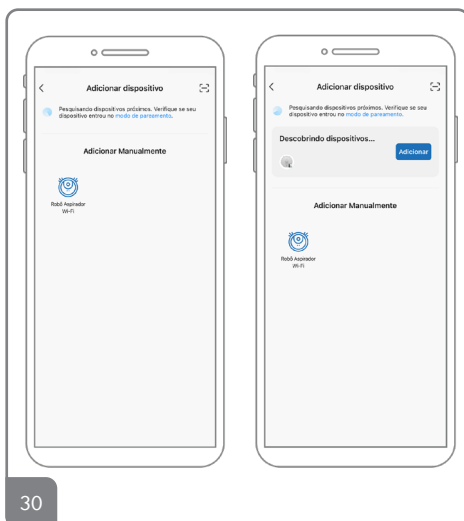 Adicionar dispositivo
Pesquisando dispositivos próximos. Verifique se seu
dispositivo entrou no modo de pareamento.
Adicionar Manualmente
Robô Aspirador
Wi-Fi
Adicionar dispositivo
Pesquisando dispositivos próximos. Verifique se seu
dispositivo entrou no modo de pareamento.
Descobrindo dispositivos...
Adicionar
Adicionar Manualmente
Robô Aspirador
Wi-Fi
30